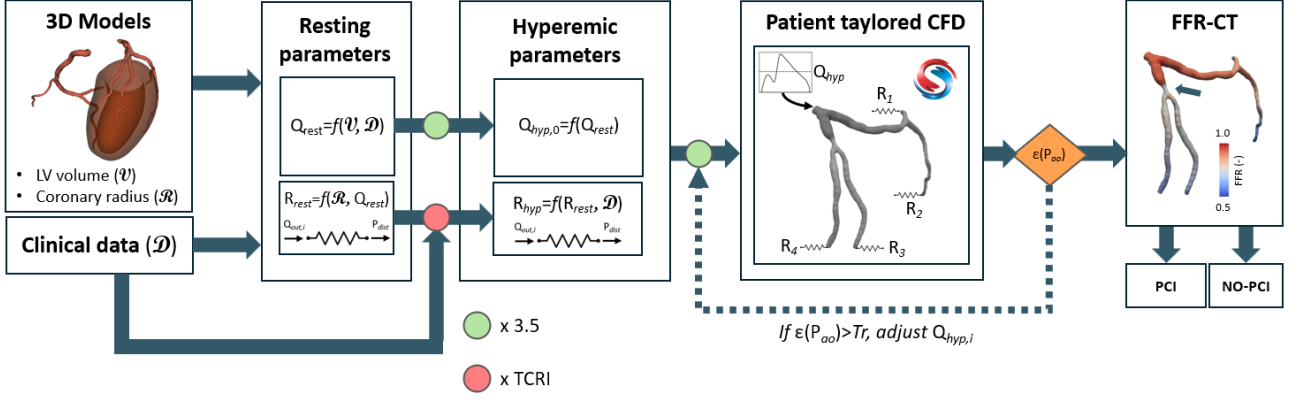 3D Models
• LV volume (𝓥)
• Coronary radius (𝓡)
Clinical data (𝓓)
Resting
parameters
Q_rest=f(𝓥, 𝓓)
R_rest=f(𝓡, Q_rest)
Q_out,i
P_dist
Hyperemic
parameters
Q_hyp,0=f(Q_rest)
R_hyp=f(R_rest, 𝓓)
Q_out,i
P_dist
x 3.5
x TCRI
Patient taylored CFD
Q_hyp
R_1
R_2
R_4
R_3
S
ε(P_ao)
If ε(P_ao)>Tr, adjust Q_hyp,i
FFR-CT
1.0
FFR (-)
0.5
PCI
NO-PCI